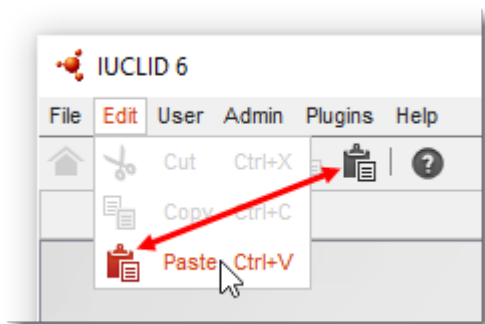 IUCLID 6
File Edit User Admin Plugins Help
Cut Ctrl+X
Copy Ctrl+C
Paste Ctrl+V